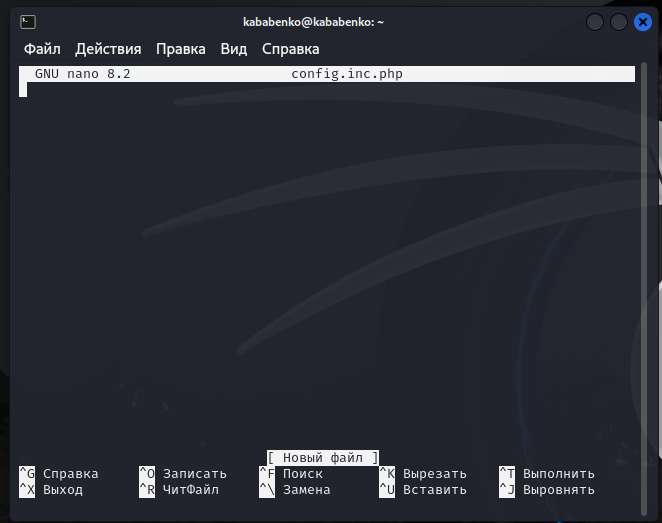 kababenko@kababenko: ~
Файл Действия Правка Вид Справка
GNU nano 8.2 config.inc.php
[ Новый файл ]
^G Справка ^O Записать ^F Поиск ^K Вырезать ^T Выполнить
^X Выход ^R ЧитФайл ^\ Замена ^U Вставить ^J Выровнять